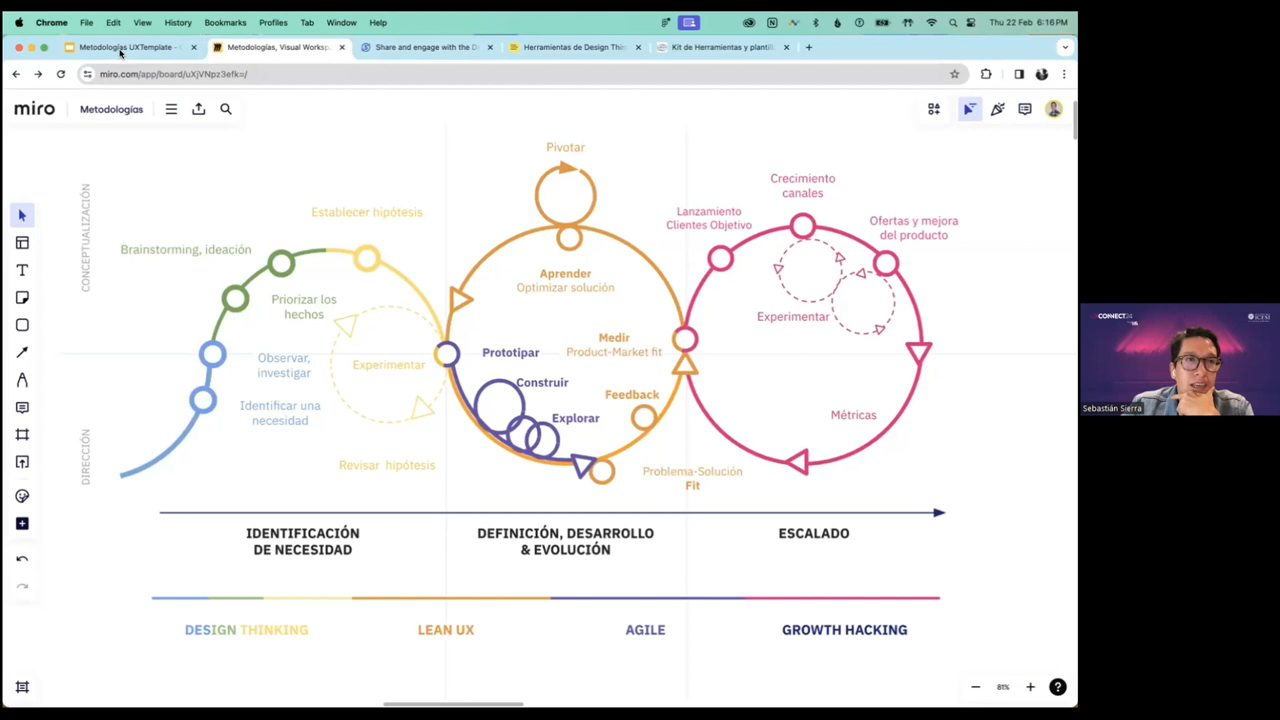 Chrome File Edit View History Bookmarks Profiles Tab Window Help
Thu 22 Feb 6:16 PM
Metodologías UXTemplate -
Metodologías, Visual Worksp
Share and engage with the D
Herramientas de Design Thin
Kit de Herramientas y plantil
miro.com/app/board/uXjVNpz3efk=/
miro
Metodologías
CONCEPTUALIZACIÓN
DIRECCIÓN
Brainstorming, ideación
Establecer hipótesis
Priorizar los
hechos
Observar,
investigar
Identificar una
necesidad
Experimentar
Revisar hipótesis
Pivotar
Aprender
Optimizar solución
Medir
Product-Market fit
Prototipar
Construir
Explorar
Feedback
Problema-Solución
Fit
Lanzamiento
Clientes Objetivo
Crecimiento
canales
Ofertas y mejora
del producto
Experimentar
Métricas
IDENTIFICACIÓN
DE NECESIDAD
DEFINICIÓN, DESARROLLO
& EVOLUCIÓN
ESCALADO
DESIGN THINKING
LEAN UX
AGILE
GROWTH HACKING
81%
Sebastián Sierra